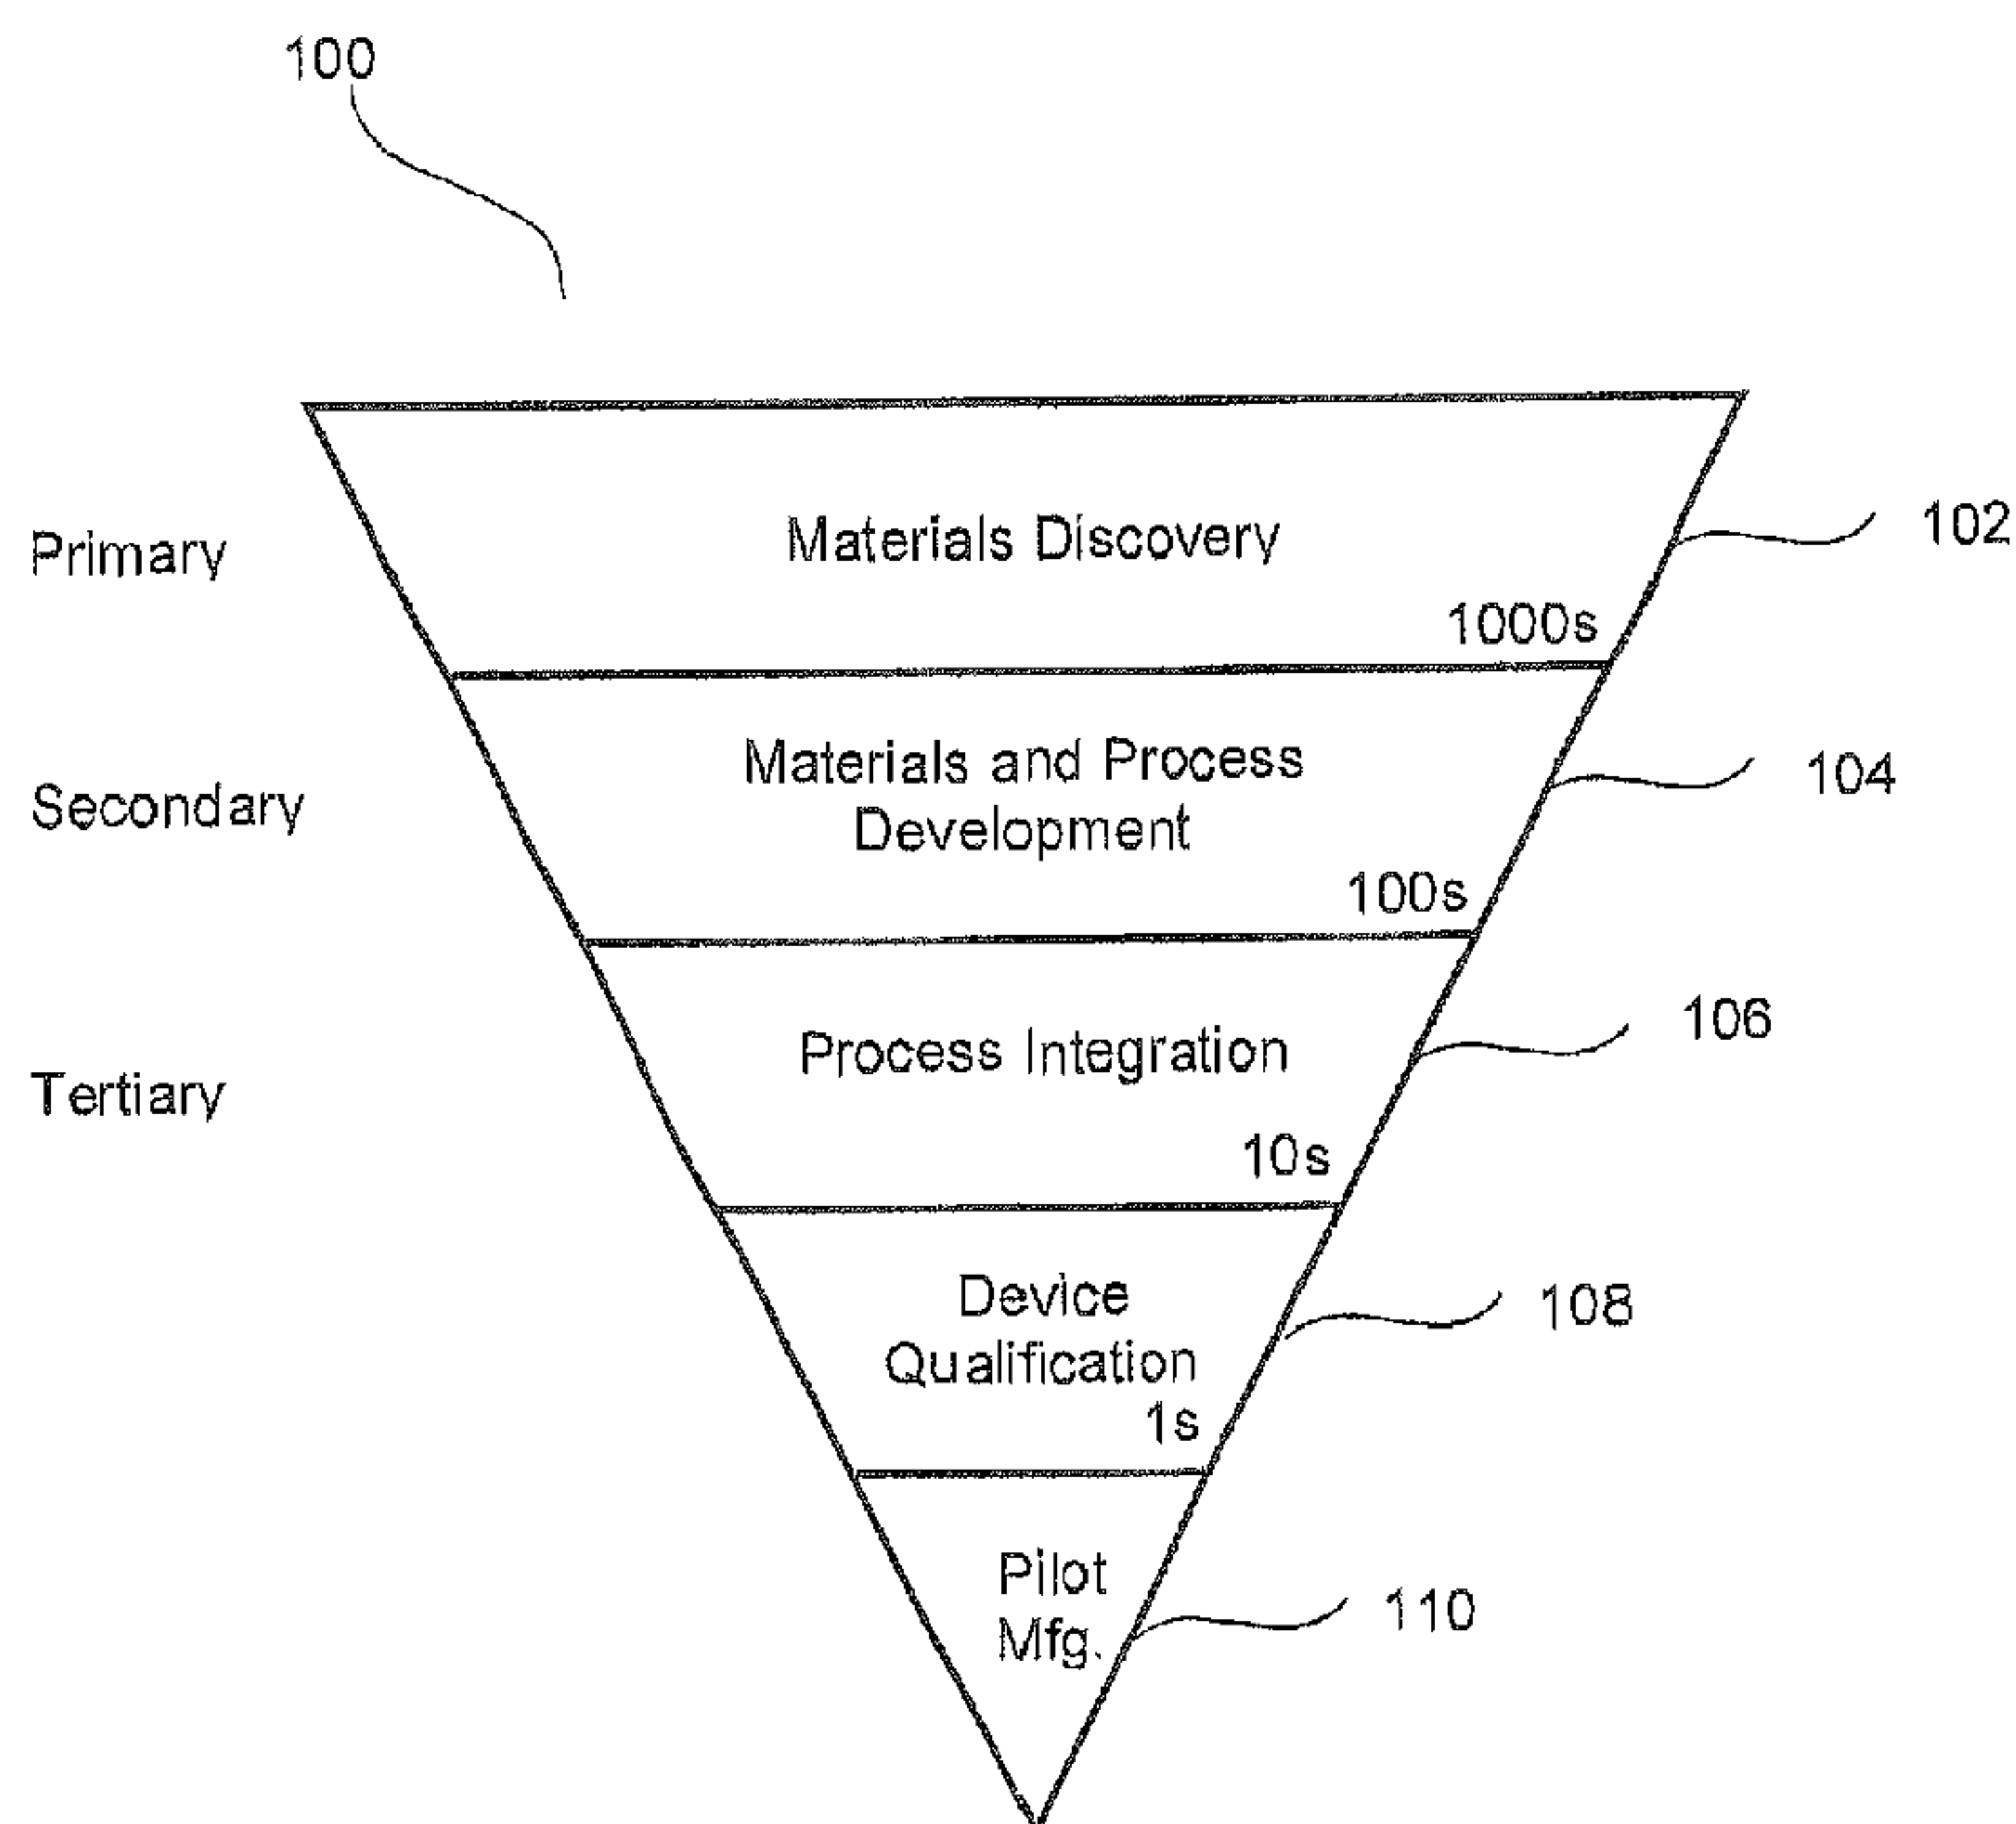 100
Materials Discovery
102
Primary
1000s
Materials and Process
Development
104
Secondary
100s
Process Integration
106
Tertiary
10s
Device
Qualification
108
1s
Pilot
Mfg.
110